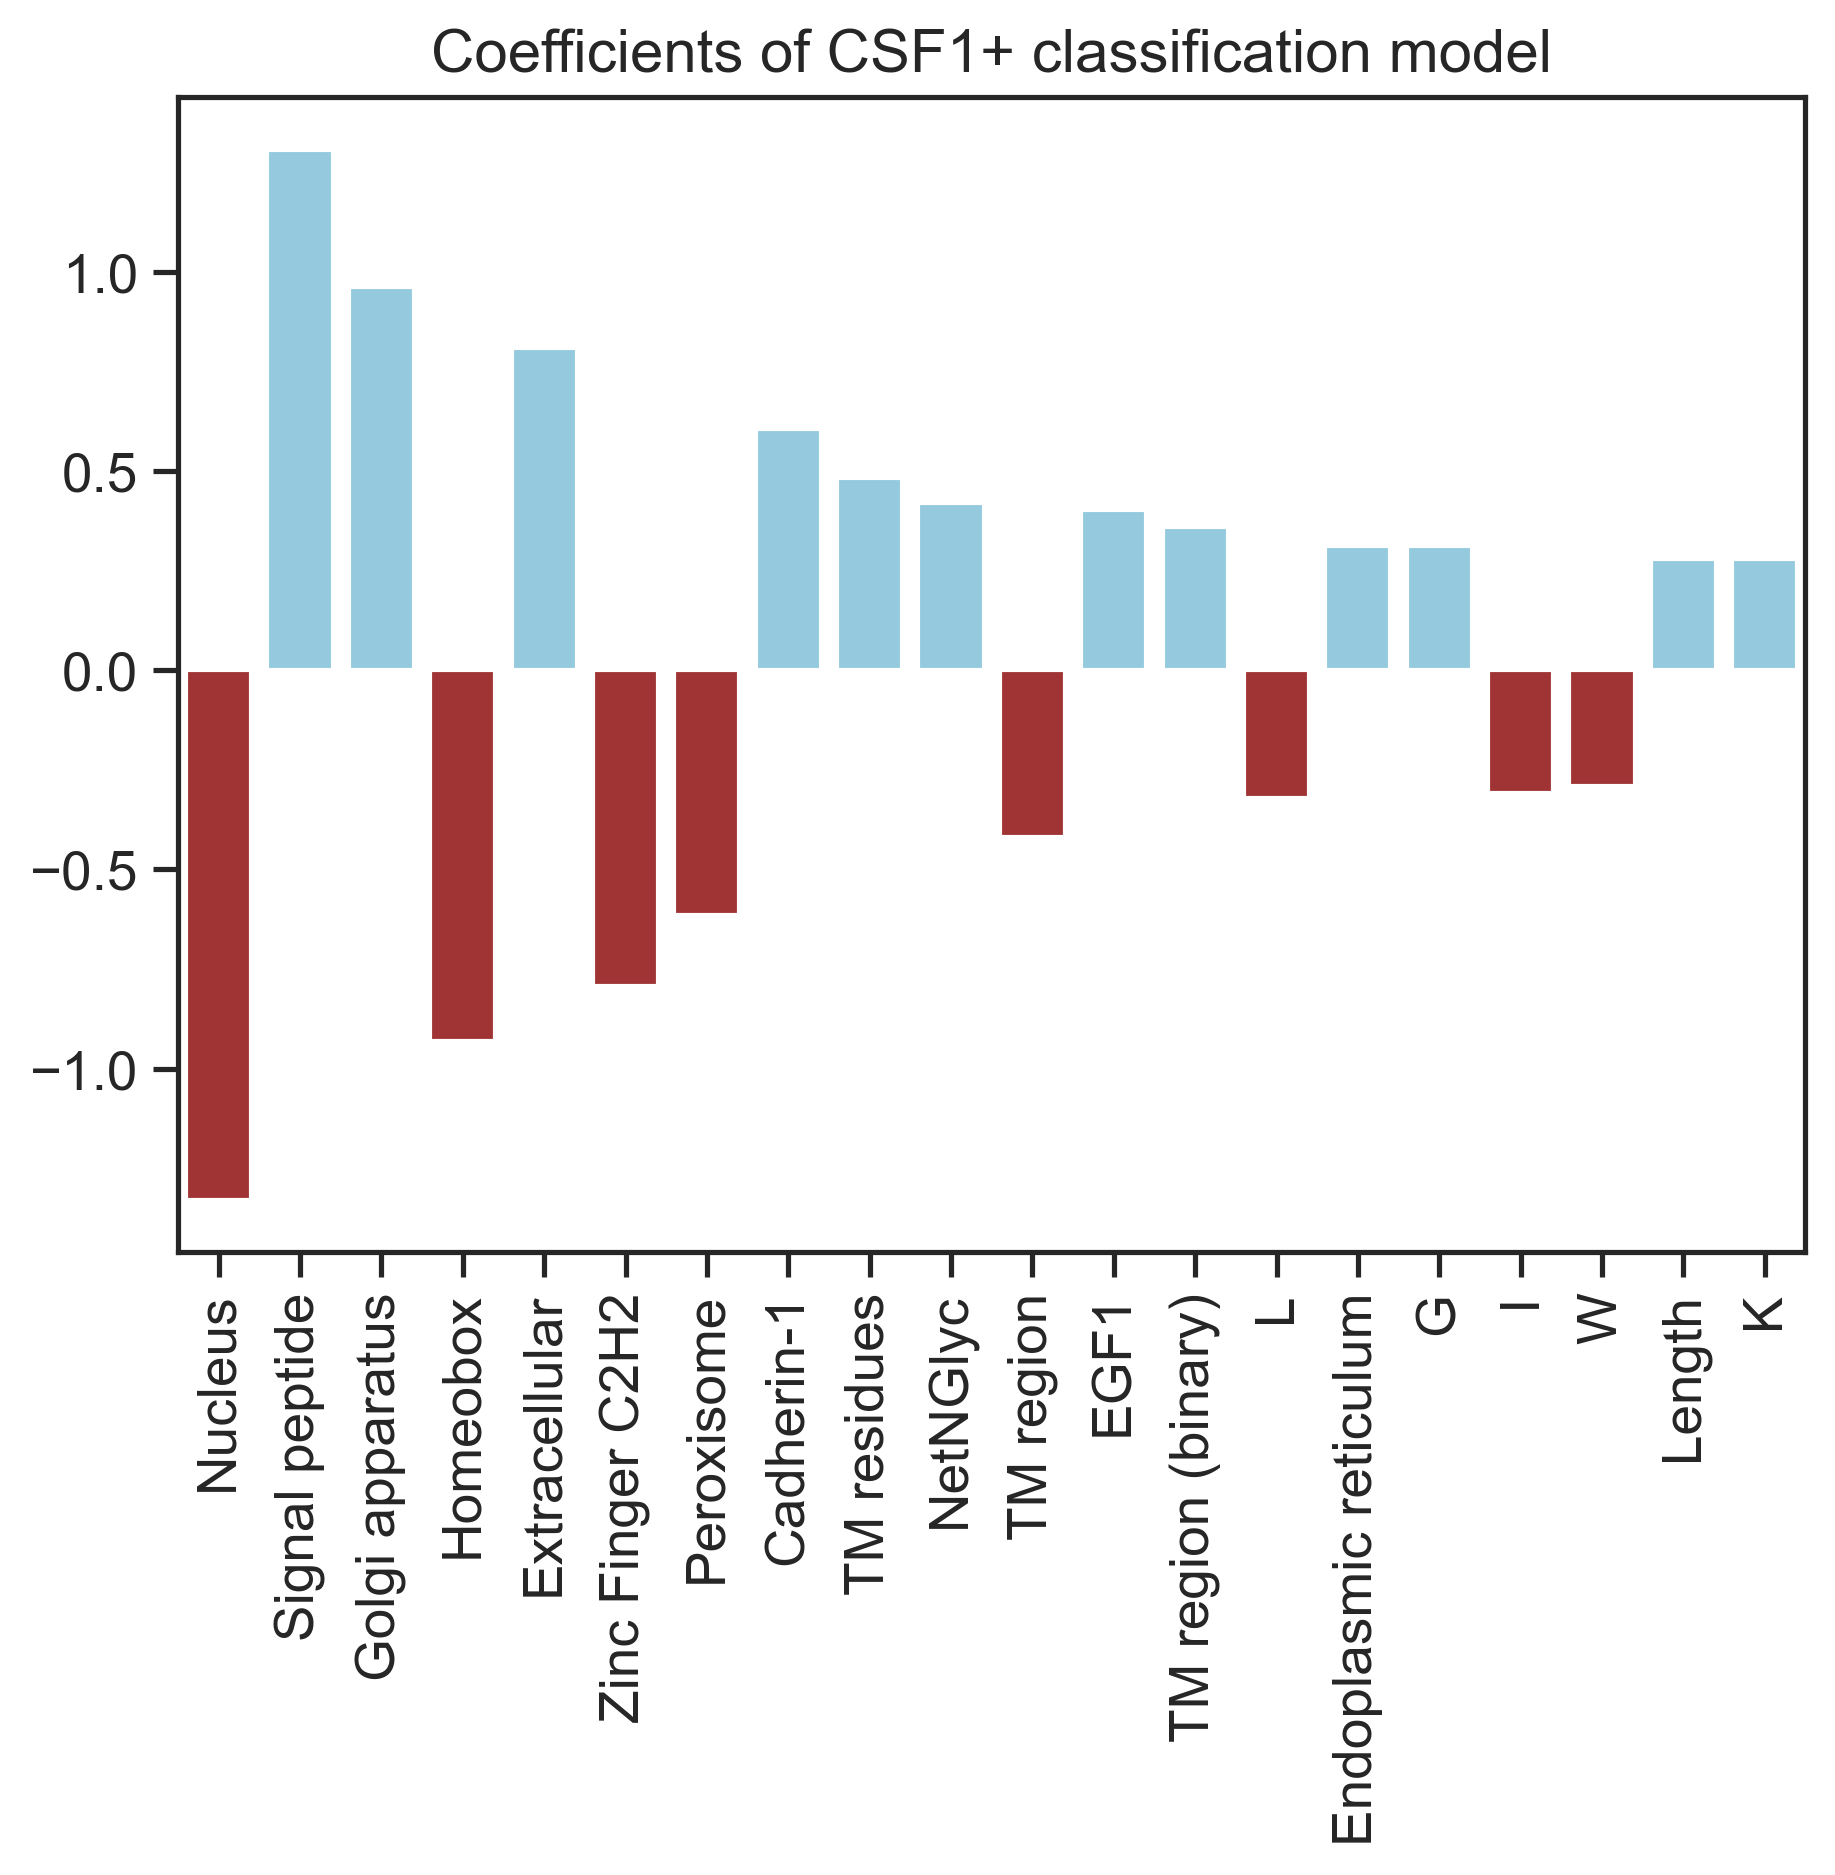 Coefficients of CSF1+ classification model
1.0
0.5
0.0
−0.5
−1.0
Nucleus
Signal peptide
Golgi apparatus
Homeobox
Extracellular
Zinc Finger C2H2
Peroxisome
Cadherin-1
TM residues
NetNGlyc
TM region
EGF1
TM region (binary)
L
Endoplasmic reticulum
G
I
W
Length
K